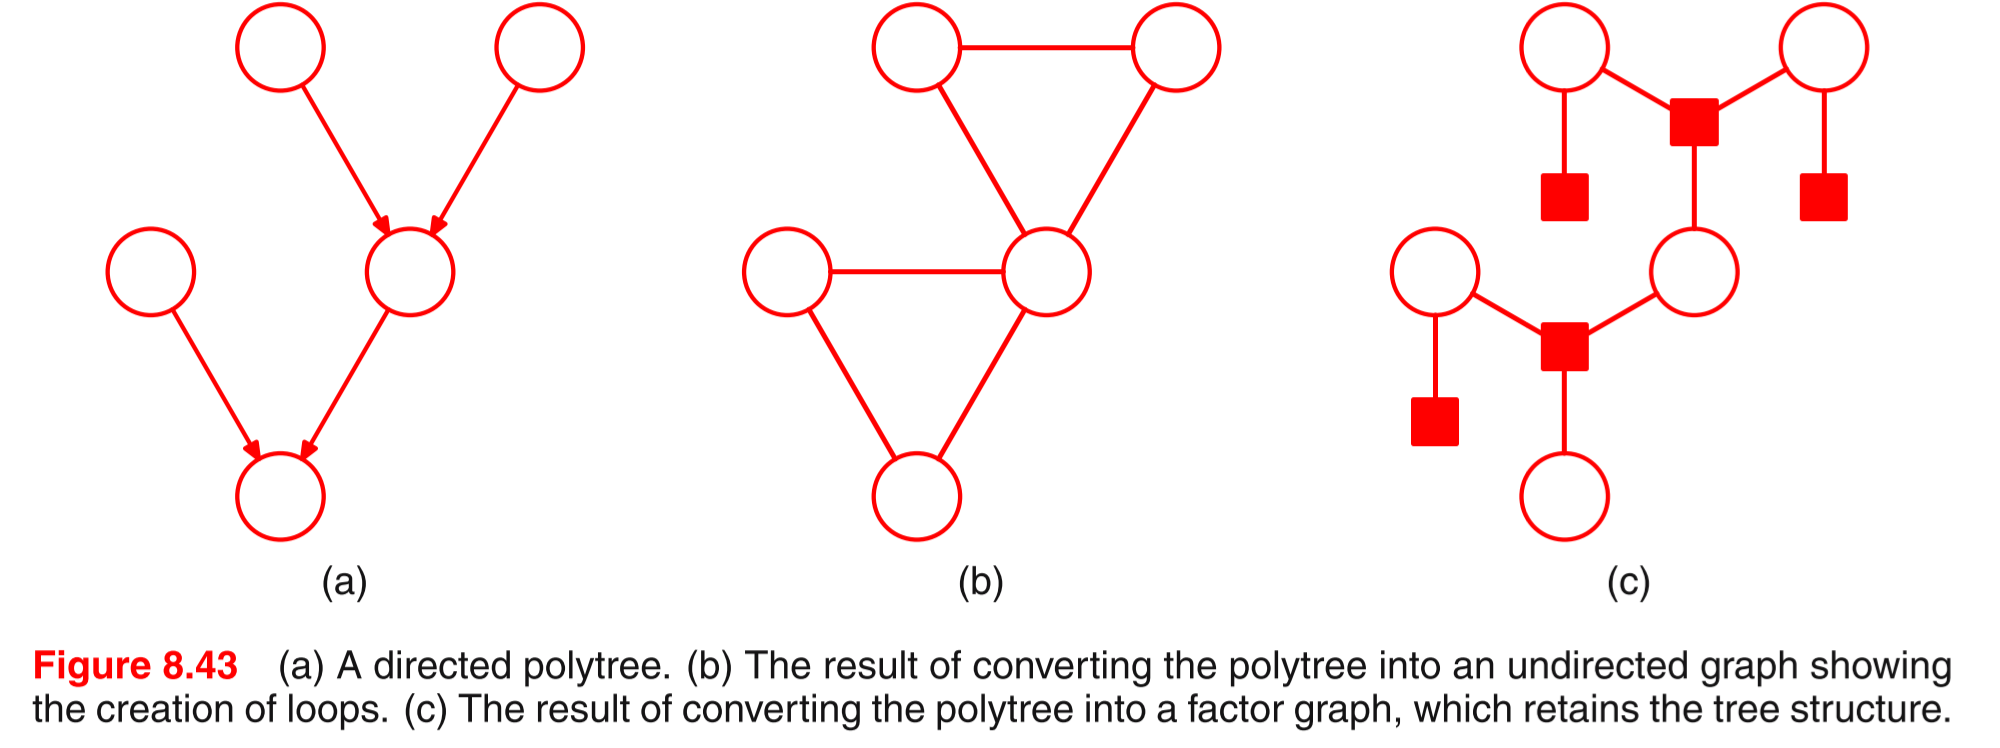 (a) (b) (c)
Figure 8.43 (a) A directed polytree. (b) The result of converting the polytree into an undirected graph showing
the creation of loops. (c) The result of converting the polytree into a factor graph, which retains the tree structure.